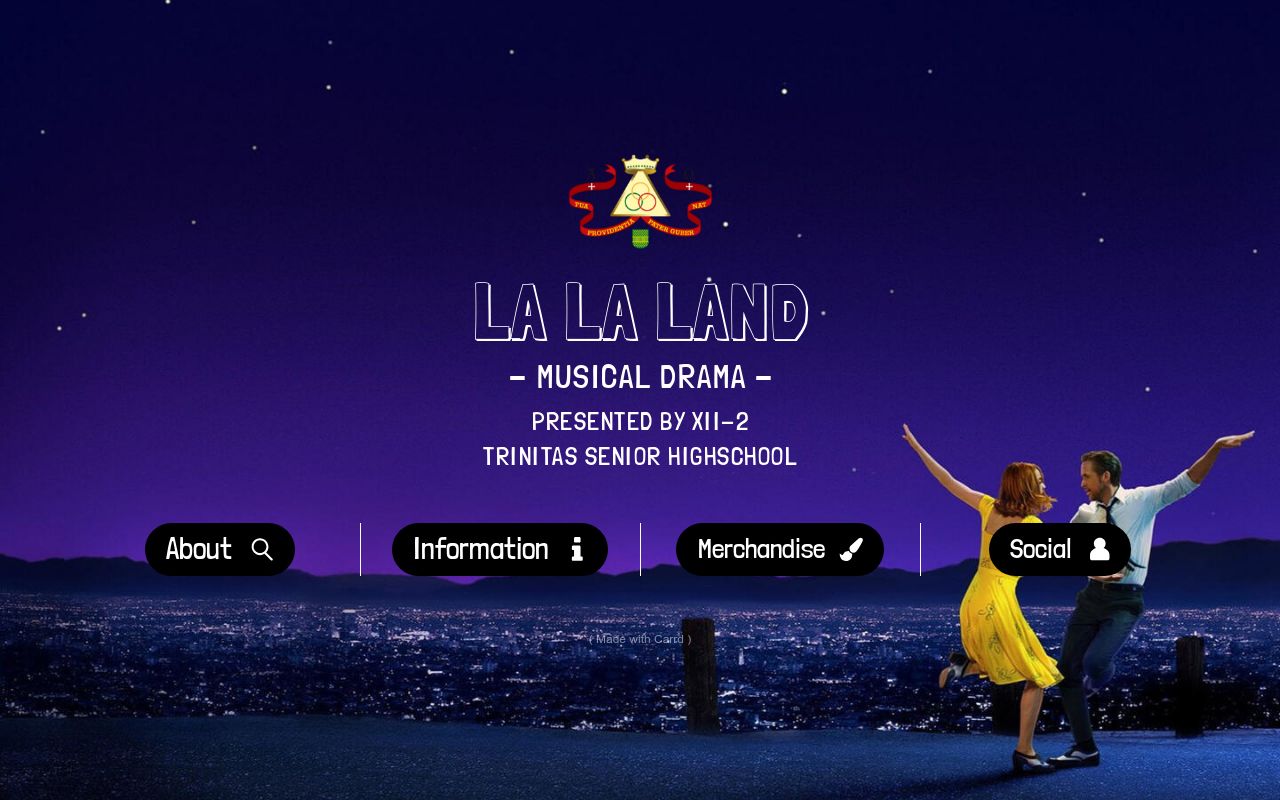 TUA PROVIDENTIA PATER GUBER NAT
LA LA LAND
- MUSICAL DRAMA -
PRESENTED BY XII-2
TRINITAS SENIOR HIGHSCHOOL
About
Information
Merchandise
Social
( Made with Carrd )